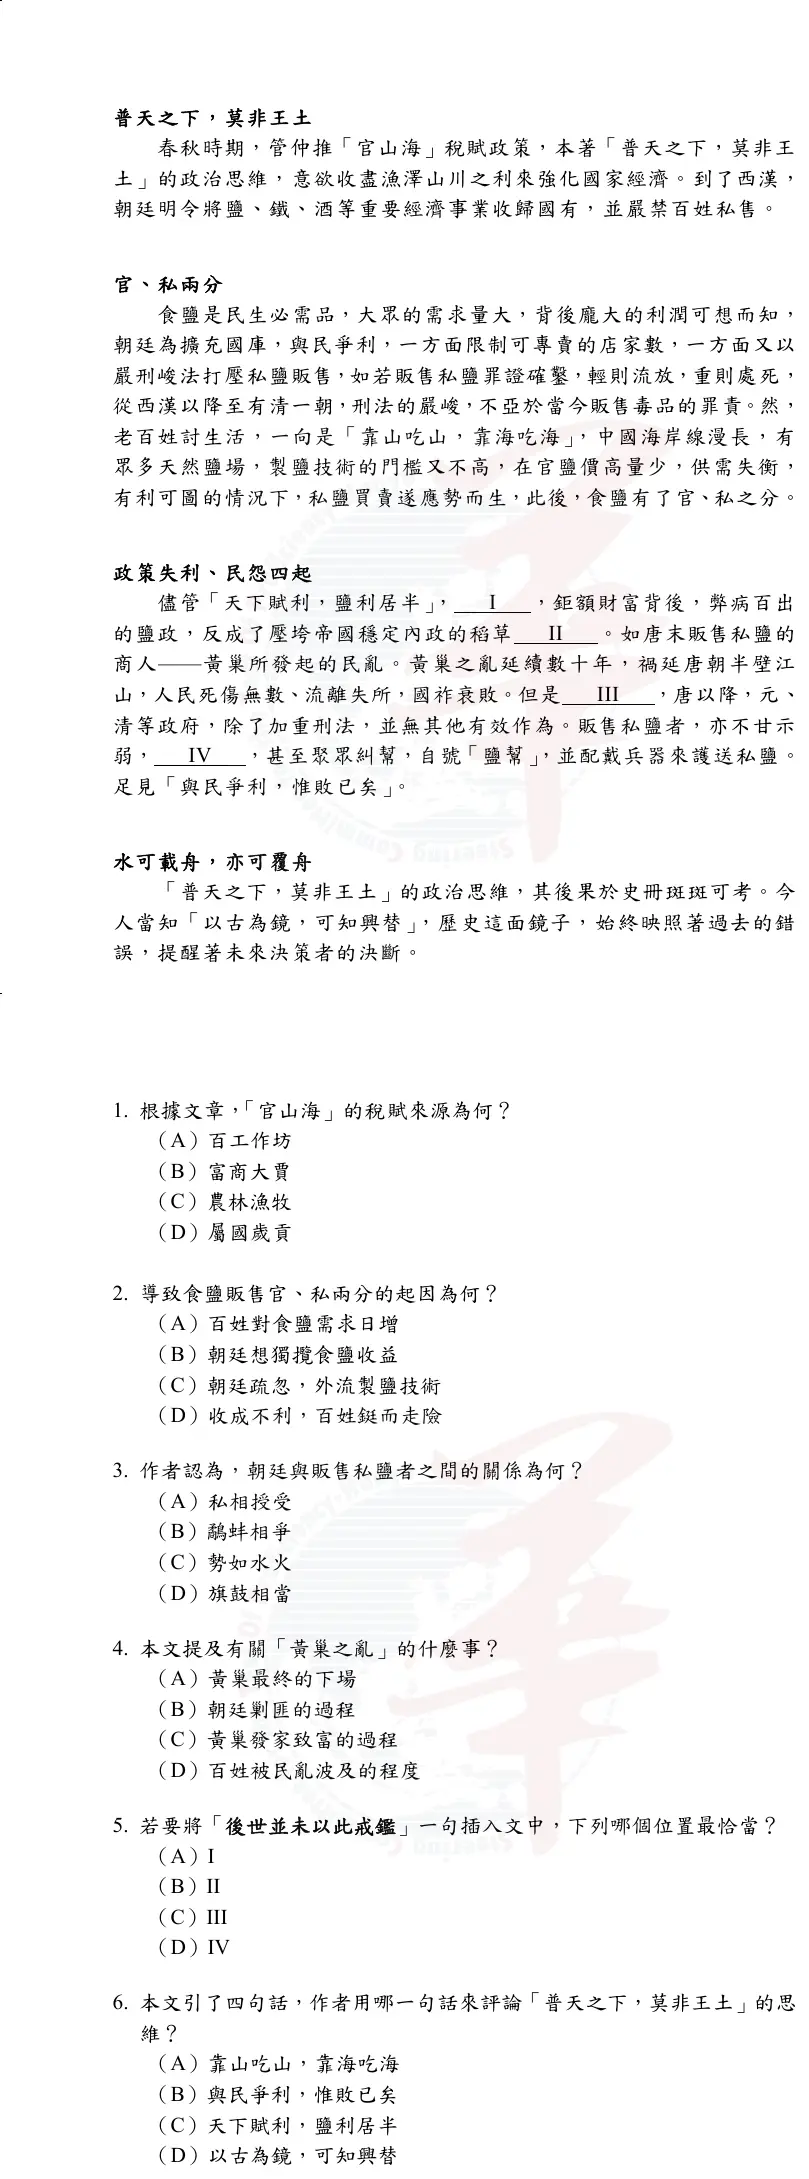 普天之下，莫非王土
春秋時期，管仲推「官山海」稅賦政策，本著「普天之下，莫非王
土」的政治思維，意欲收盡漁澤山川之利來強化國家經濟。到了西漢，
朝廷明令將鹽、鐵、酒等重要經濟事業收歸國有，並嚴禁百姓私售。
官、私兩分
食鹽是民生必需品，大眾的需求量大，背後龐大的利潤可想而知，
朝廷為擴充國庫，與民爭利，一方面限制可專賣的店家數，一方面又以
嚴刑峻法打壓私鹽販售，如若販售私鹽罪證確鑿，輕則流放，重則處死，
從西漢以降至有清一朝，刑法的嚴峻，不亞於當今販售毒品的罪責。然，
老百姓討生活，一向是「靠山吃山，靠海吃海」，中國海岸線漫長，有
眾多天然鹽場，製鹽技術的門檻又不高，在官鹽價高量少，供需失衡，
有利可圖的情況下，私鹽買賣遂應勢而生，此後，食鹽有了官、私之分。
政策失利、民怨四起
儘管「天下賦利，鹽利居半」，　I　，鉅額財富背後，弊病百出
的鹽政，反成了壓垮帝國穩定內政的稻草　II　。如唐末販售私鹽的
商人——黃巢所發起的民亂。黃巢之亂延續數十年，禍延唐朝半壁江
山，人民死傷無數、流離失所，國祚衰敗。但是　III　，唐以降，元、
清等政府，除了加重刑法，並無其他有效作為。販售私鹽者，亦不甘示
弱，　IV　，甚至聚眾糾幫，自號「鹽幫」，並配戴兵器來護送私鹽。
足見「與民爭利，惟敗已矣」。
水可載舟，亦可覆舟
「普天之下，莫非王土」的政治思維，其後果於史冊斑斑可考。今
人當知「以古為鏡，可知興替」，歷史這面鏡子，始終映照著過去的錯
誤，提醒著未來決策者的決斷。
1. 根據文章，「官山海」的稅賦來源為何？
（A）百工作坊
（B）富商大賈
（C）農林漁牧
（D）屬國歲貢
2. 導致食鹽販售官、私兩分的起因為何？
（A）百姓對食鹽需求日增
（B）朝廷想獨攬食鹽收益
（C）朝廷疏忽，外流製鹽技術
（D）收成不利，百姓鋌而走險
3. 作者認為，朝廷與販售私鹽者之間的關係為何？
（A）私相授受
（B）鷸蚌相爭
（C）勢如水火
（D）旗鼓相當
4. 本文提及有關「黃巢之亂」的什麼事？
（A）黃巢最終的下場
（B）朝廷剿匪的過程
（C）黃巢發家致富的過程
（D）百姓被民亂波及的程度
5. 若要將「後世並未以此戒鑑」一句插入文中，下列哪個位置最恰當？
（A）I
（B）II
（C）III
（D）IV
6. 本文引了四句話，作者用哪一句話來評論「普天之下，莫非王土」的思
維？
（A）靠山吃山，靠海吃海
（B）與民爭利，惟敗已矣
（C）天下賦利，鹽利居半
（D）以古為鏡，可知興替